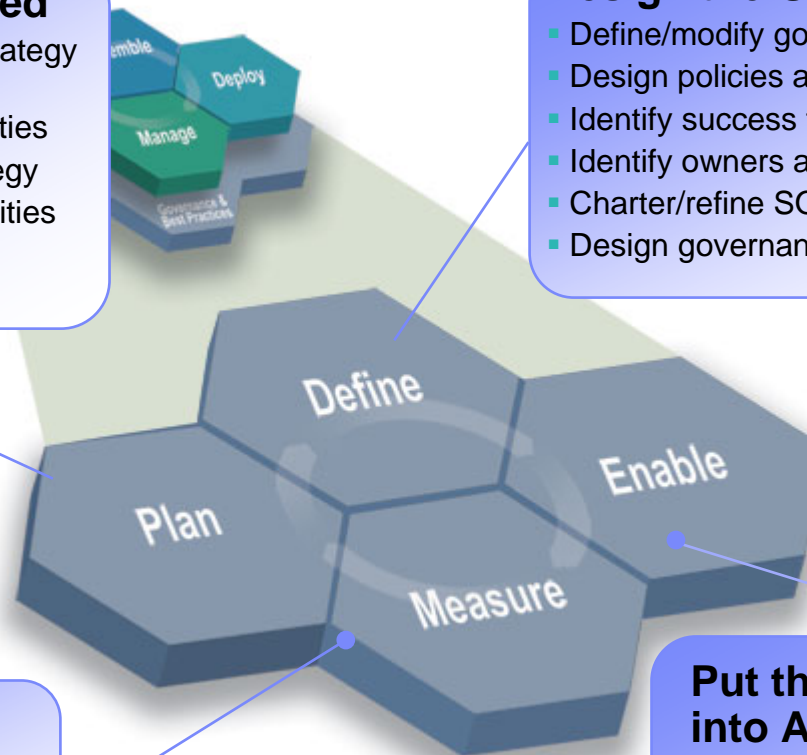 ategy
ties
egy
ities
emble
Deploy
Manage
Governance &
Best Practices
Define/modify go
Design policies a
Identify success
Identify owners a
Charter/refine SO
Design governan
Define
Enable
Plan
Measure
Put th
into A